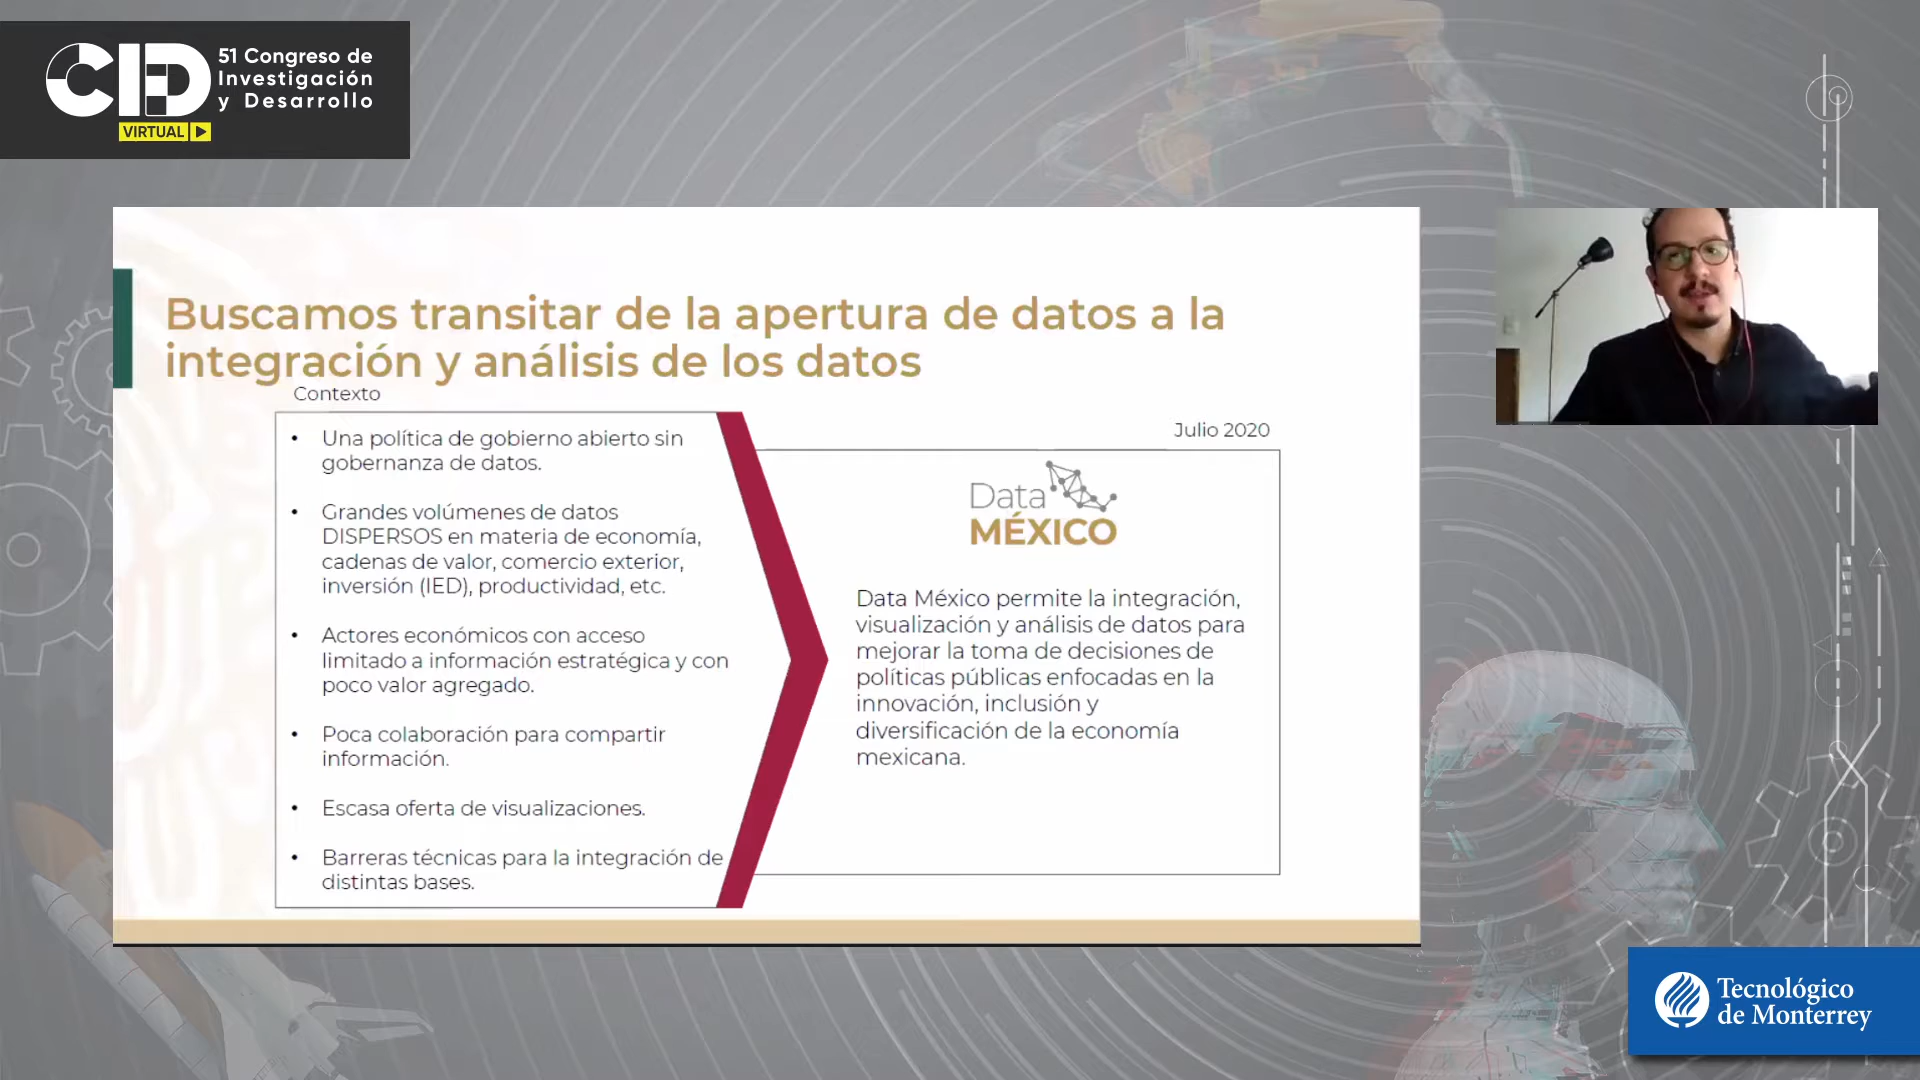 CID
51 Congreso de
Investigación
y Desarrollo
VIRTUAL
Buscamos transitar de la apertura de datos a la
integración y análisis de los datos
Contexto
• Una política de gobierno abierto sin
gobernanza de datos.
• Grandes volúmenes de datos
DISPERSOS en materia de economía,
cadenas de valor, comercio exterior,
inversión (IED), productividad, etc.
• Actores económicos con acceso
limitado a información estratégica y con
poco valor agregado.
• Poca colaboración para compartir
información.
• Escasa oferta de visualizaciones.
• Barreras técnicas para la integración de
distintas bases.
Julio 2020
Data
MÉXICO
Data México permite la integración,
visualización y análisis de datos para
mejorar la toma de decisiones de
políticas públicas enfocadas en la
innovación, inclusión y
diversificación de la economía
mexicana.
Tecnológico
de Monterrey